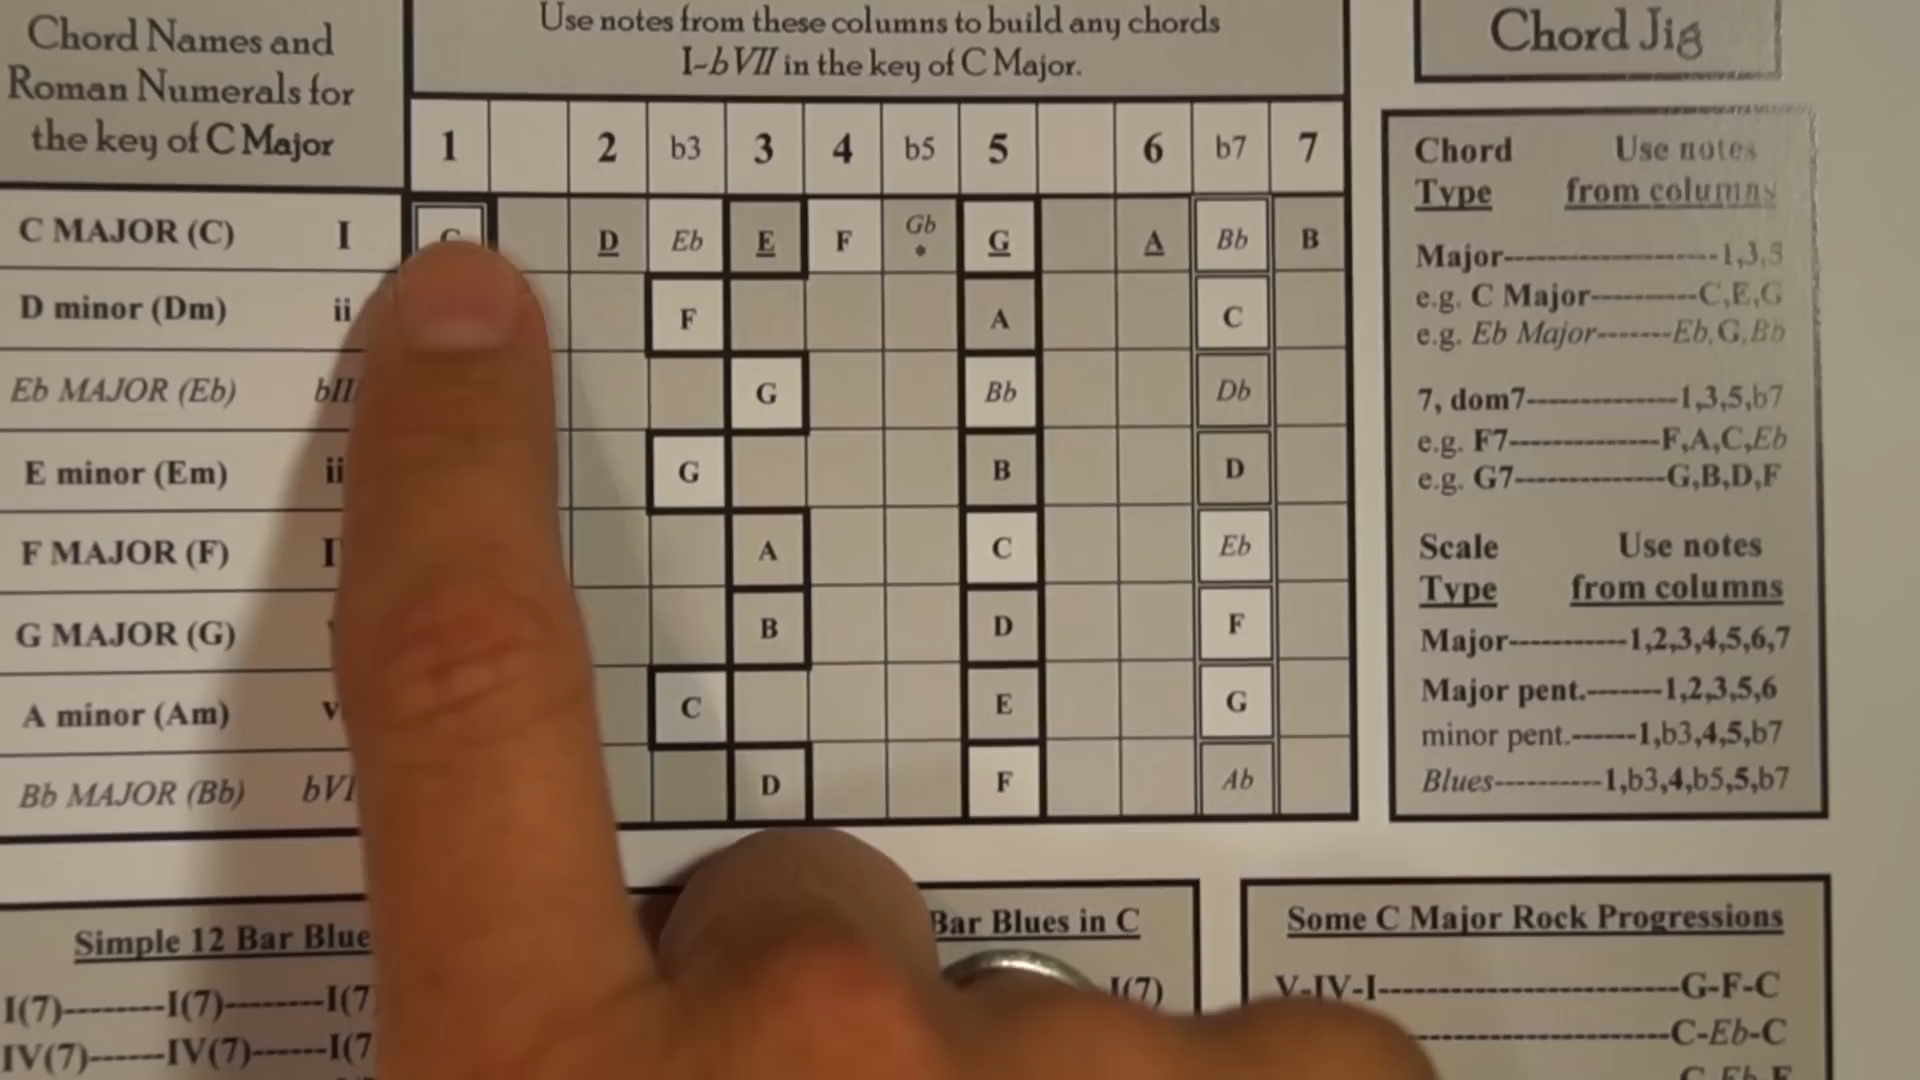 Chord Names and
Roman Numerals for
the key of C Major
Use notes from these columns to build any chords
I-bVII in the key of C Major.
1 2 b3 3 4 b5 5 6 b7 7
C MAJOR (C) I D Eb E F Gb * G A Bb B
D minor (Dm) ii F A C
Eb MAJOR (Eb) G Bb Db
E minor (Em) G B D
F MAJOR (F) A C Eb
G MAJOR (G) B D F
A minor (Am) C E G
Bb MAJOR (Bb) D F Ab
Chord Jig
Chord Use notes
Type from columns
Major-------------------1,3,5
e.g. C Major----------C,E,G
e.g. Eb Major-------Eb,G,Bb
7, dom7--------------1,3,5,b7
e.g. F7--------------F,A,C,Eb
e.g. G7--------------G,B,D,F
Scale Use notes
Type from columns
Major----------1,2,3,4,5,6,7
Major pent.-------1,2,3,5,6
minor pent.------1,b3,4,5,b7
Blues----------1,b3,4,b5,5,b7
Simple 12 Bar
I(7)--------I(7)--------I(7
IV(7)------IV(7)------I(7
Bar Blues in C
I(7)
Some C Major Rock Progressions
V-IV-I----------------------G-F-C
----------------------C-Eb-C